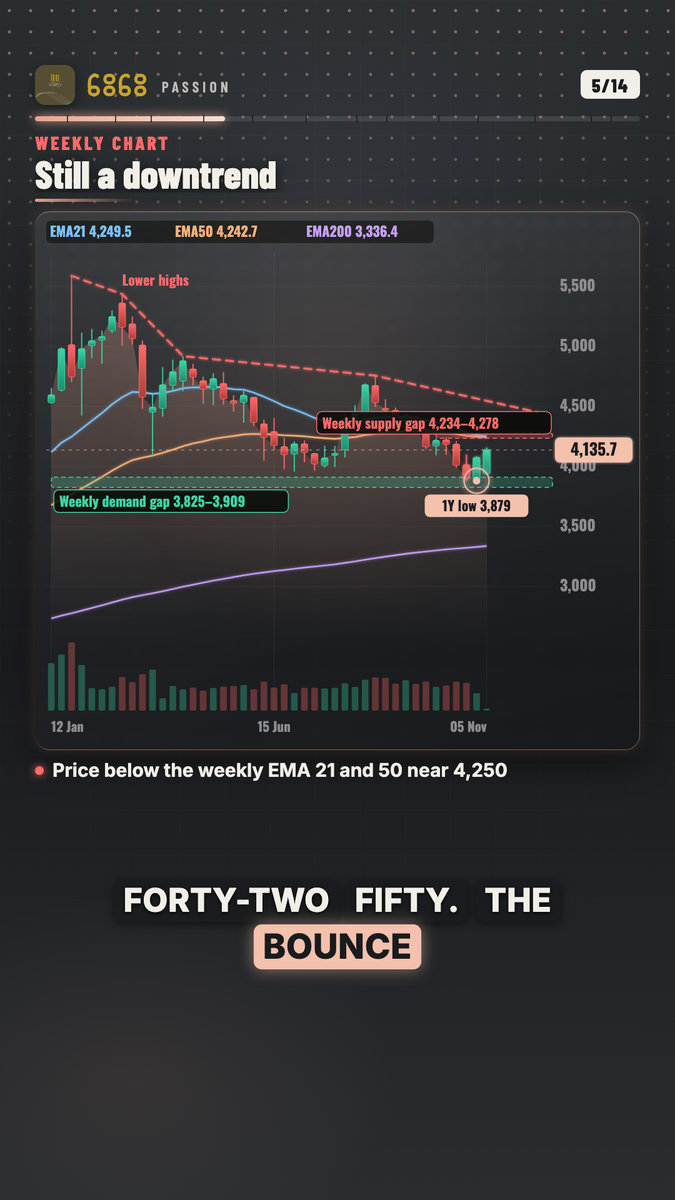 6868 PASSION
5/14
WEEKLY CHART
Still a downtrend
EMA21 4,249.5 EMA50 4,242.7 EMA200 3,336.4
Lower highs
5,500
5,000
4,500
Weekly supply gap 4,234–4,278
4,135.7
4,000
Weekly demand gap 3,825–3,909
1Y low 3,879
3,500
3,000
12 Jan 15 Jun 05 Nov
Price below the weekly EMA 21 and 50 near 4,250
FORTY-TWO FIFTY. THE
BOUNCE